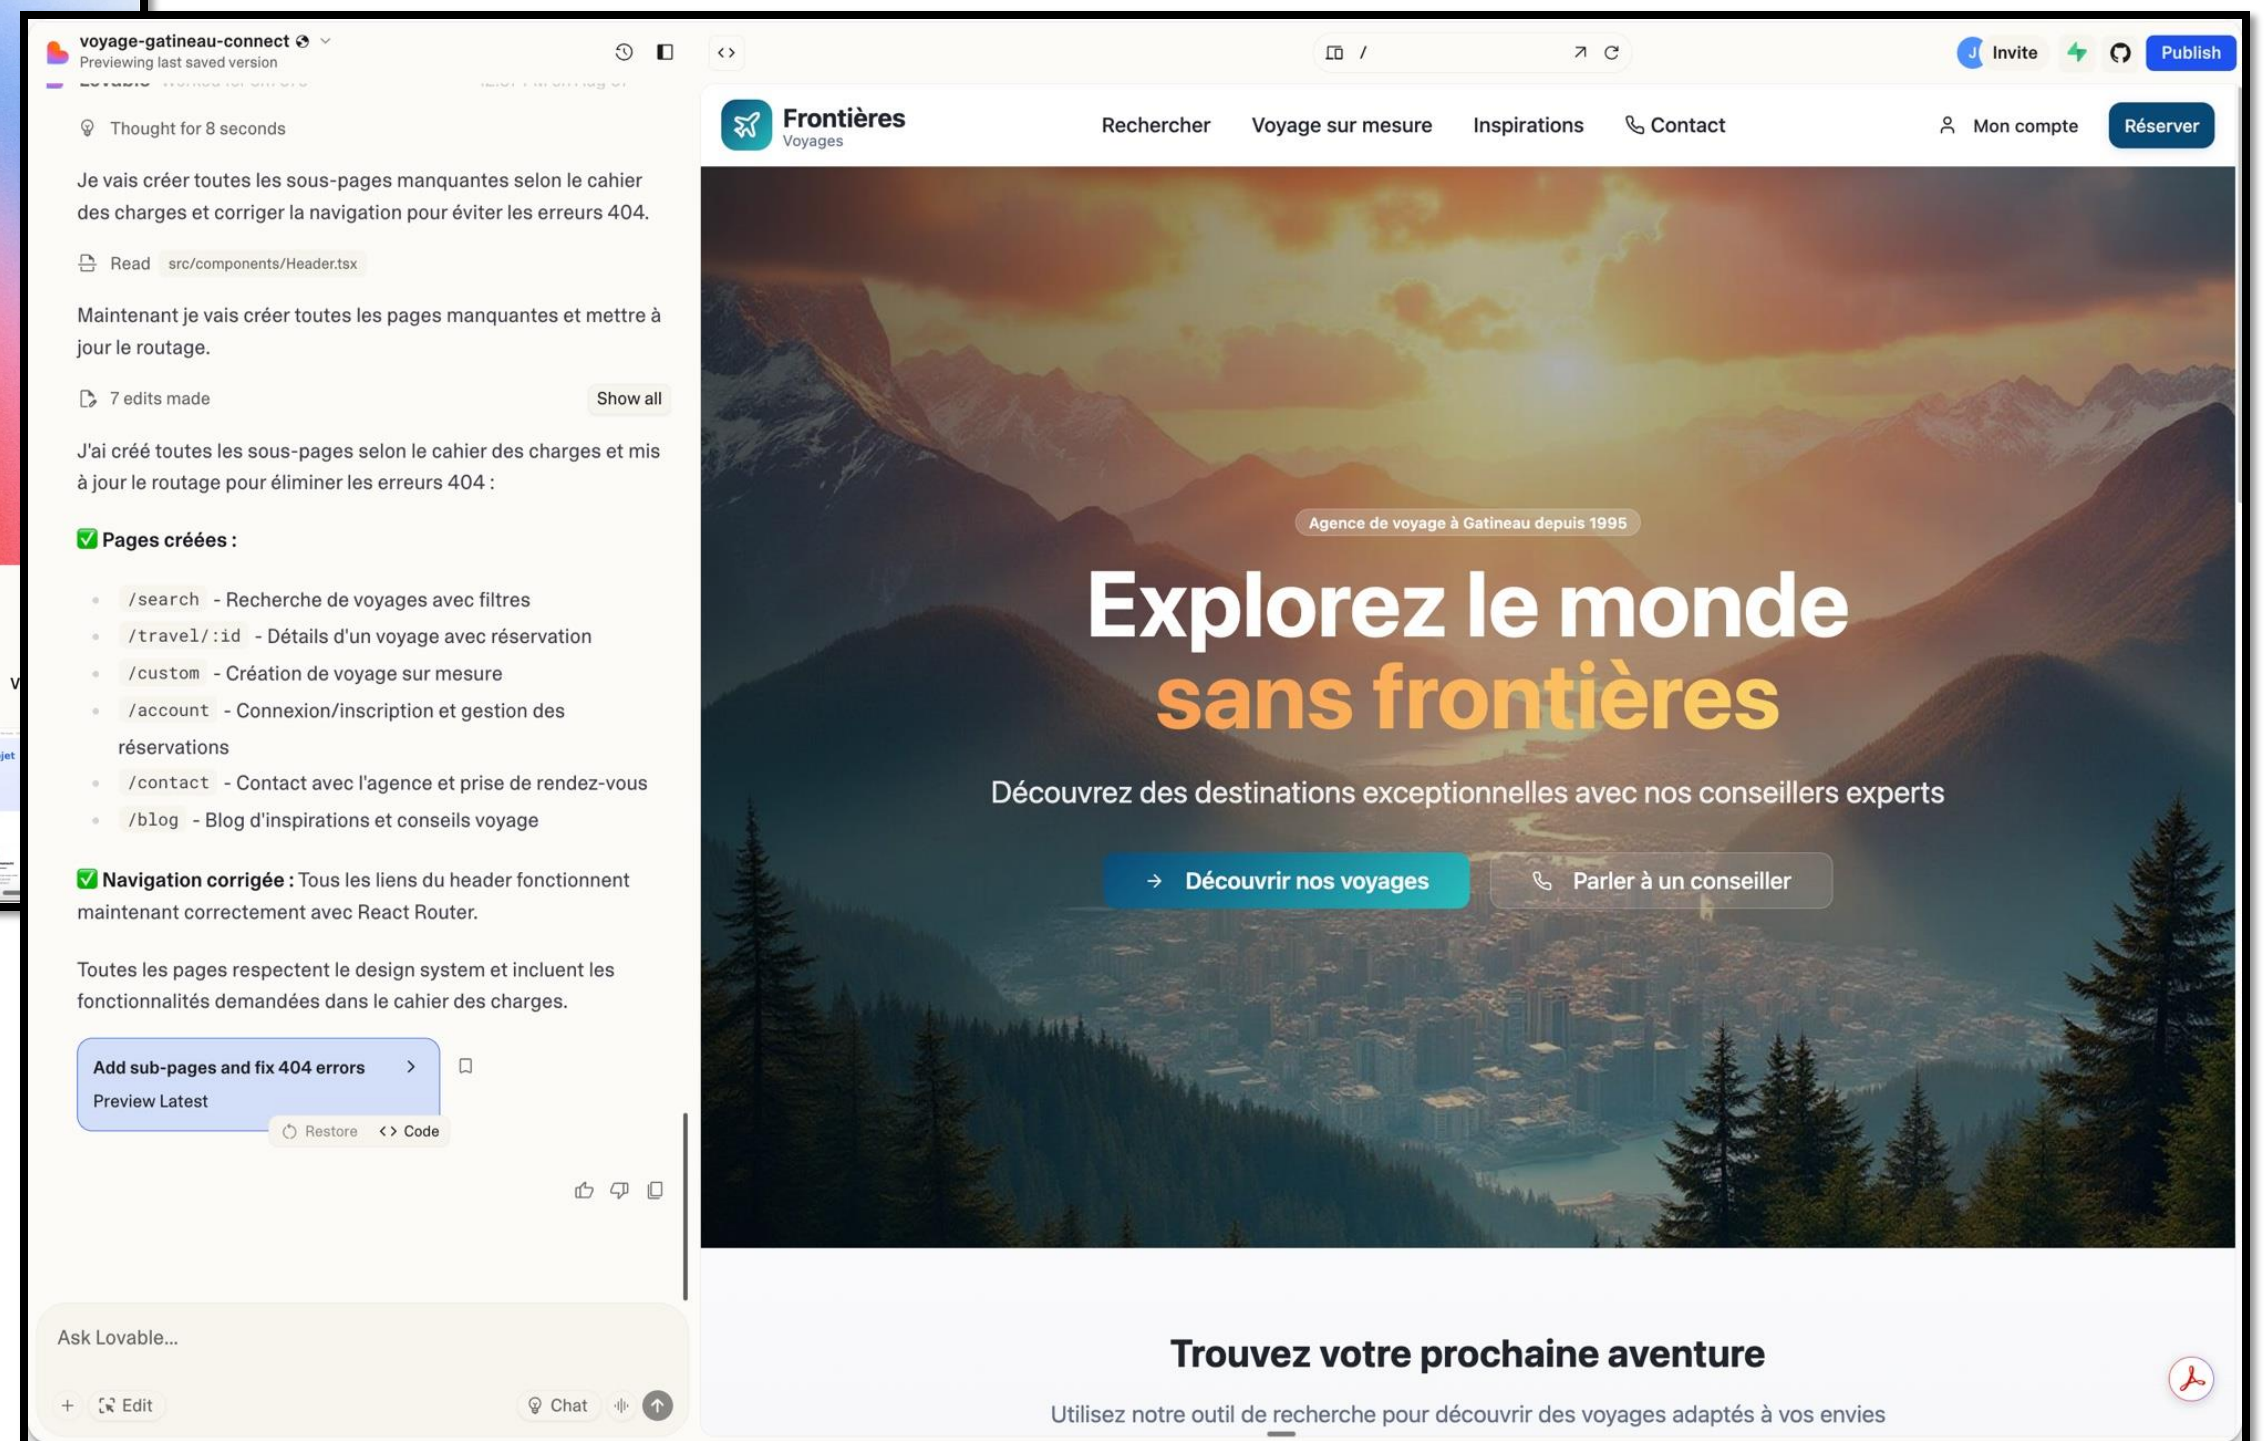 voyage-gatineau-connect
Previewing last saved version
Thought for 8 seconds
Je vais créer toutes les sous-pages manquantes selon le cahier
des charges et corriger la navigation pour éviter les erreurs 404.
Read src/components/Header.tsx
Maintenant je vais créer toutes les pages manquantes et mettre à
jour le routage.
7 edits made
Show all
J'ai créé toutes les sous-pages selon le cahier des charges et mis
à jour le routage pour éliminer les erreurs 404 :
✅ Pages créées :
/search - Recherche de voyages avec filtres
/travel/:id - Détails d'un voyage avec réservation
/custom - Création de voyage sur mesure
/account - Connexion/inscription et gestion des
réservations
/contact - Contact avec l'agence et prise de rendez-vous
/blog - Blog d'inspirations et conseils voyage
✅ Navigation corrigée : Tous les liens du header fonctionnent
maintenant correctement avec React Router.
Toutes les pages respectent le design system et incluent les
fonctionnalités demandées dans le cahier des charges.
Add sub-pages and fix 404 errors
Preview Latest
Restore
Code
Ask Lovable...
+ Edit
Chat
/
J
Invite
Publish
Frontières
Voyages
Rechercher
Voyage sur mesure
Inspirations
Contact
Mon compte
Réserver
Agence de voyage à Gatineau depuis 1995
Explorez le monde
sans frontières
Découvrez des destinations exceptionnelles avec nos conseillers experts
→ Découvrir nos voyages
Parler à un conseiller
Trouvez votre prochaine aventure
Utilisez notre outil de recherche pour découvrir des voyages adaptés à vos envies